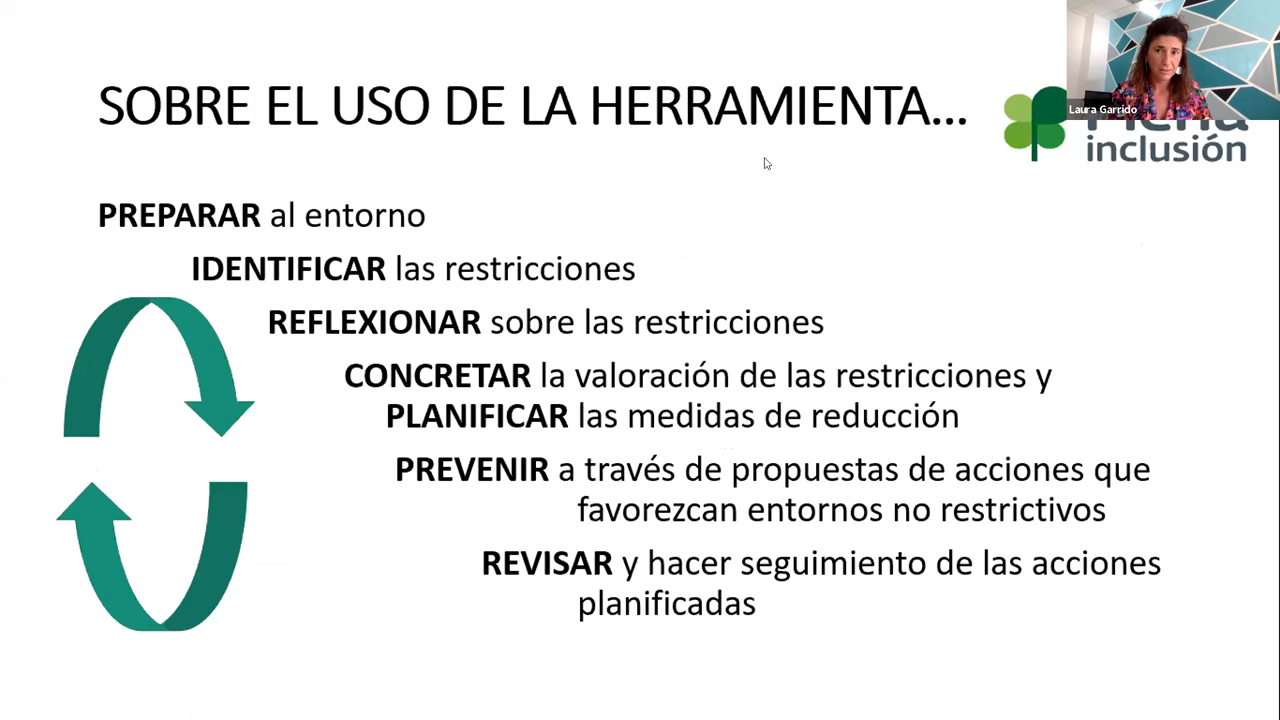 SOBRE EL USO DE LA HERRAMIENTA...
Laura Garrido
inclusión
PREPARAR al entorno
IDENTIFICAR las restricciones
REFLEXIONAR sobre las restricciones
CONCRETAR la valoración de las restricciones y
PLANIFICAR las medidas de reducción
PREVENIR a través de propuestas de acciones que
favorezcan entornos no restrictivos
REVISAR y hacer seguimiento de las acciones
planificadas